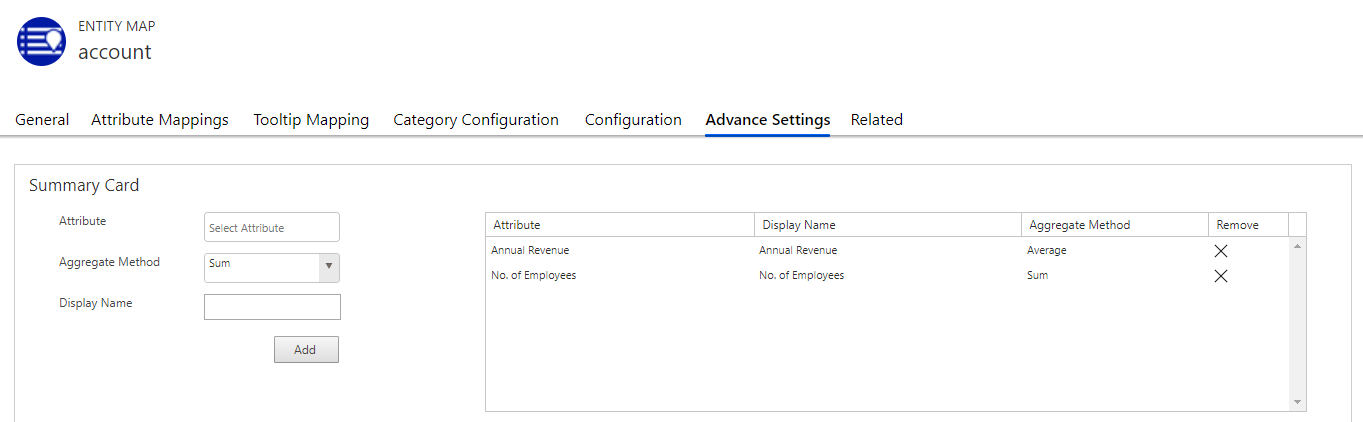 ENTITY MAP
account
General Attribute Mappings Tooltip Mapping Category Configuration Configuration Advance Settings Related
Summary Card
Attribute Select Attribute
Aggregate Method Sum
Display Name
Add
Attribute Display Name Aggregate Method Remove
Annual Revenue Annual Revenue Average
No. of Employees No. of Employees Sum